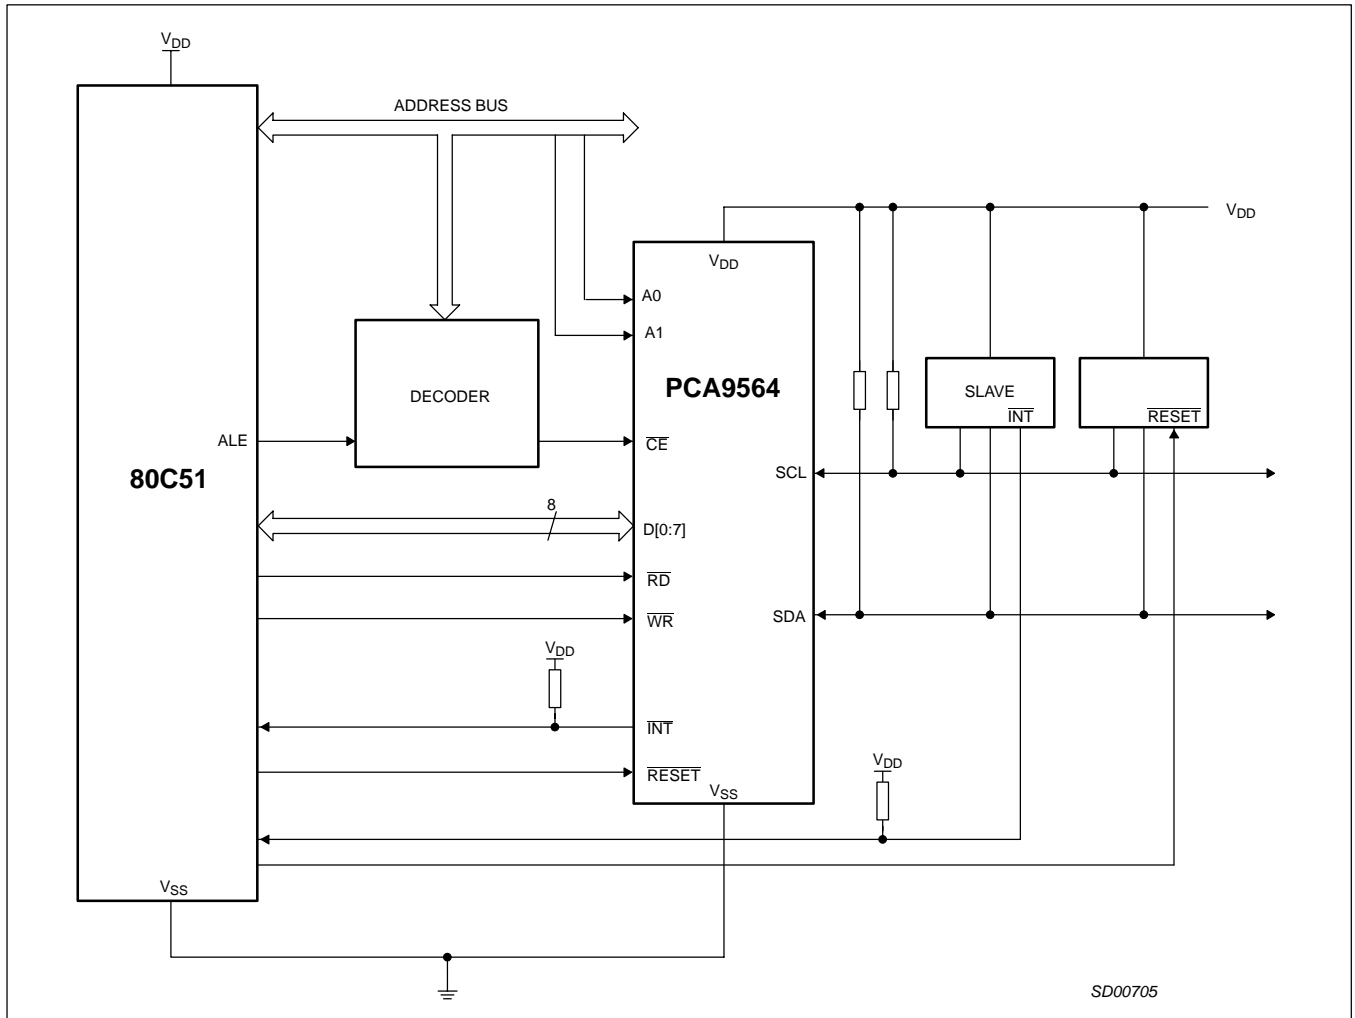 VDD
ADDRESS BUS
VDD
VDD
A0
A1
PCA9564
DECODER
SLAVE
INT
RESET
ALE
CE
80C51
SCL
8
D[0:7]
RD
WR
SDA
VDD
INT
VDD
RESET
VSS
VSS
SD00705